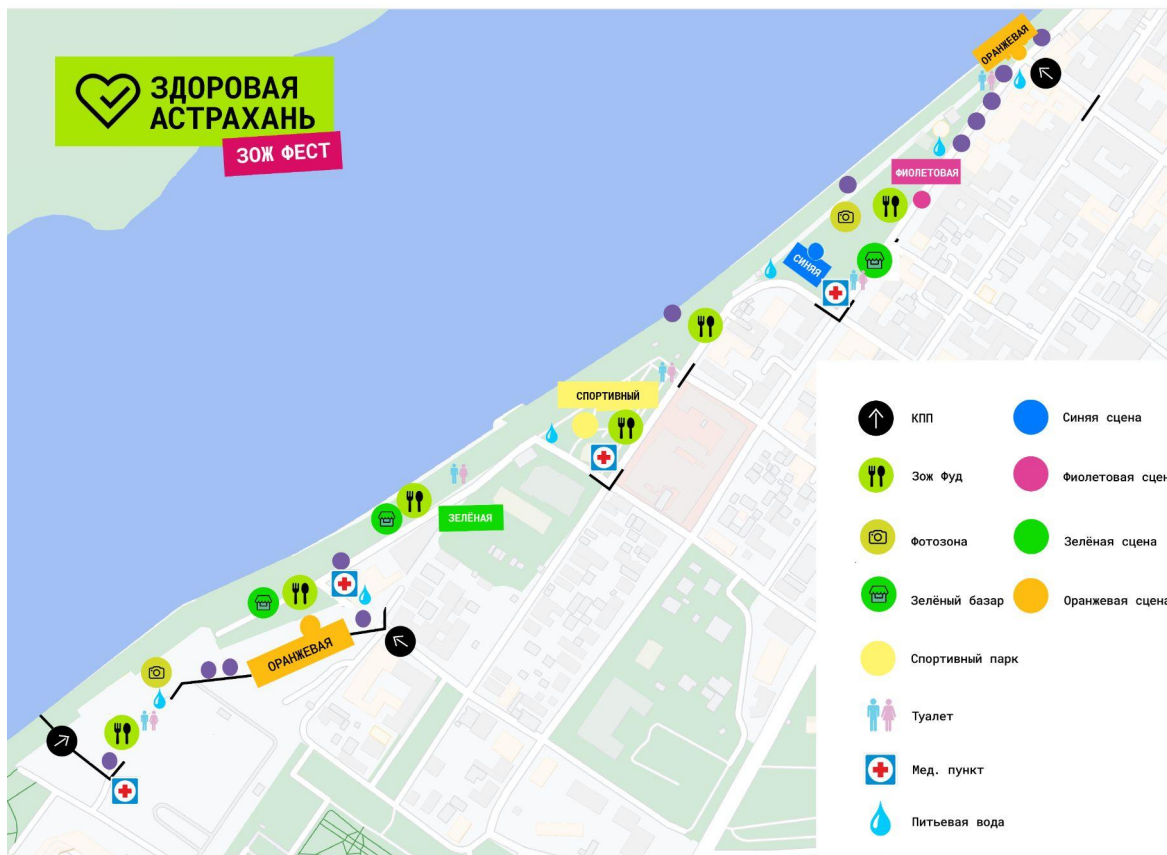 ЗДОРОВАЯ
АСТРАХАНЬ
ЗОЖ ФЕСТ
ОРАНЖЕВАЯ
ФИОЛЕТОВАЯ
СИНЯЯ
СПОРТИВНЫЙ
ЗЕЛЁНАЯ
ОРАНЖЕВАЯ
КПП
Синяя сцена
Зож Фуд
Фиолетовая сцен
Фотозона
Зелёная сцена
Зелёный базар
Оранжевая сцена
Спортивный парк
Туалет
Мед. пункт
Питьевая вода